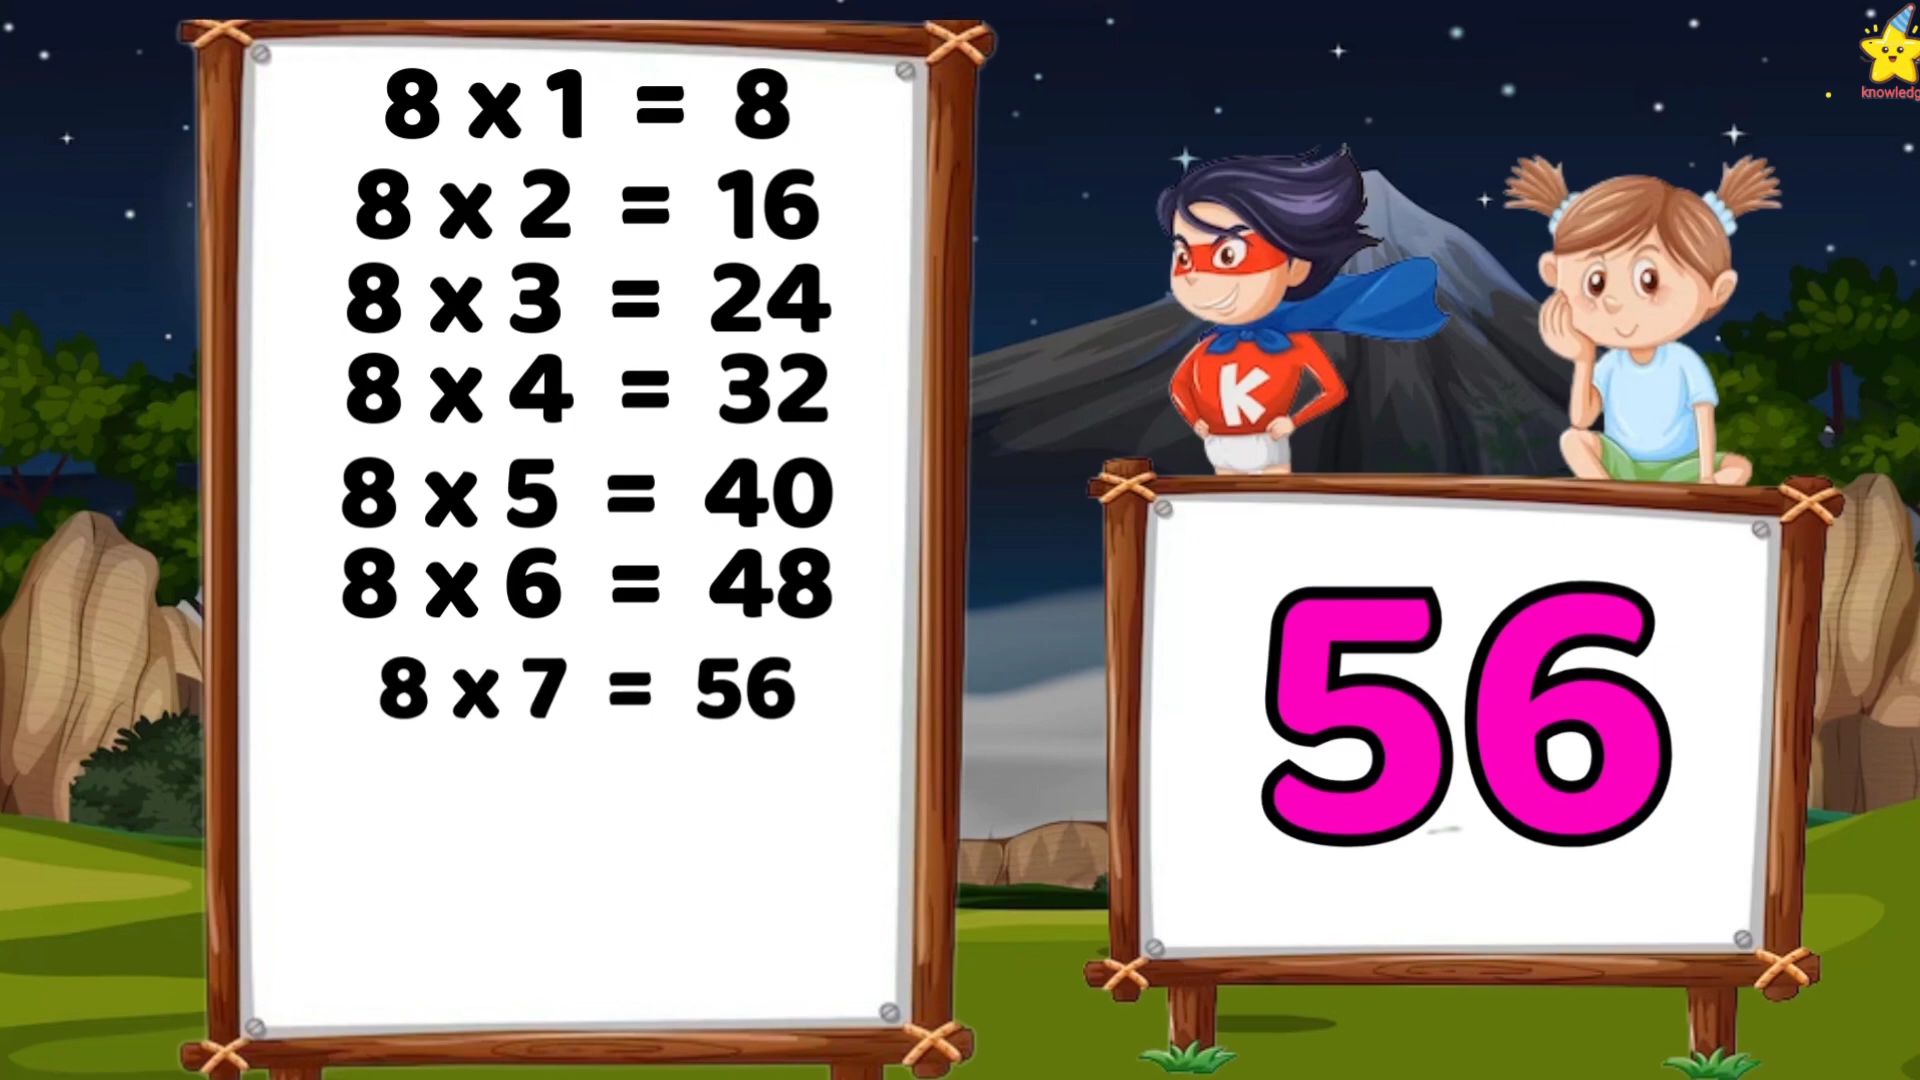 8 x 1 = 8
8 x 2 = 16
8 x 3 = 24
8 x 4 = 32
8 x 5 = 40
8 x 6 = 48
8 x 7 = 56
K
56
knowledg